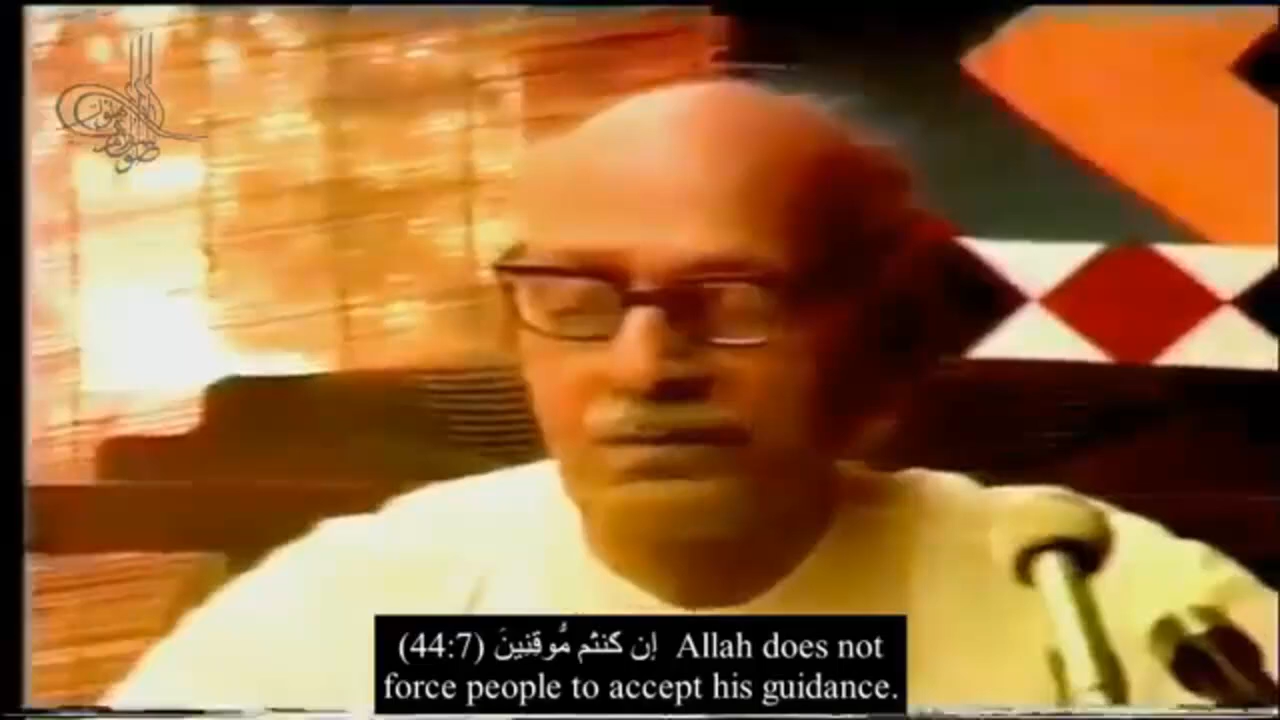 إِن كُنتُم مُّوقِنِينَ (44:7) Allah does not
force people to accept his guidance.